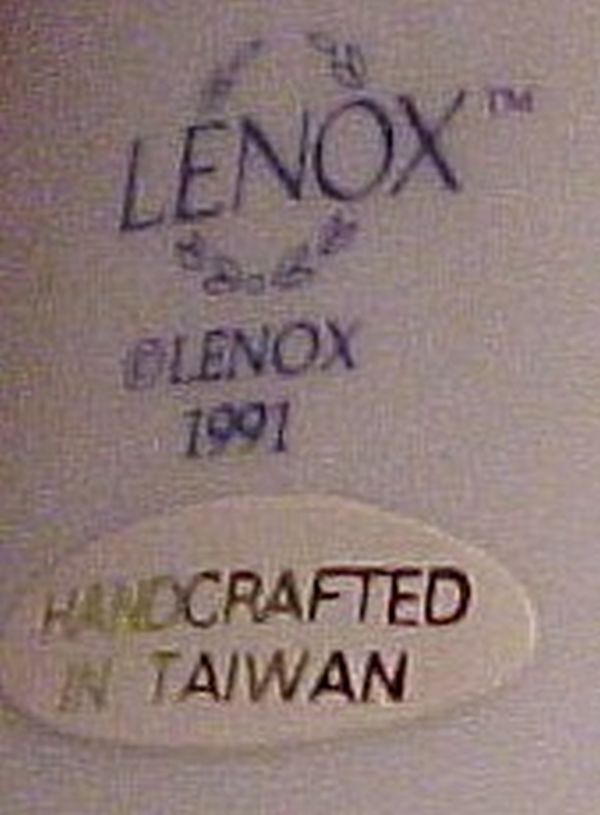 LENOX™
©LENOX
1991
HANDCRAFTED
IN TAIWAN